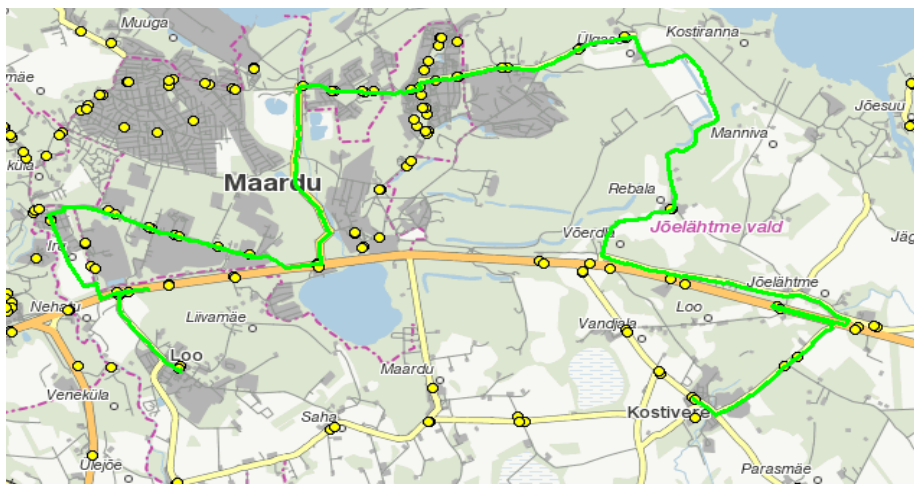 Muuga
Kostiranna
Ülgase
mäe
Jõesuu
Manniva
küla
Maardu
Rebala
Jõelähtme vald
Võerdla
Jäg
Iru
Jõelähtme
Nehatu
Liivamäe
Loo
Vandjala
Loo
Maardu
Veneküla
Saha
Kostivere
Ülejõe
Parasmäe